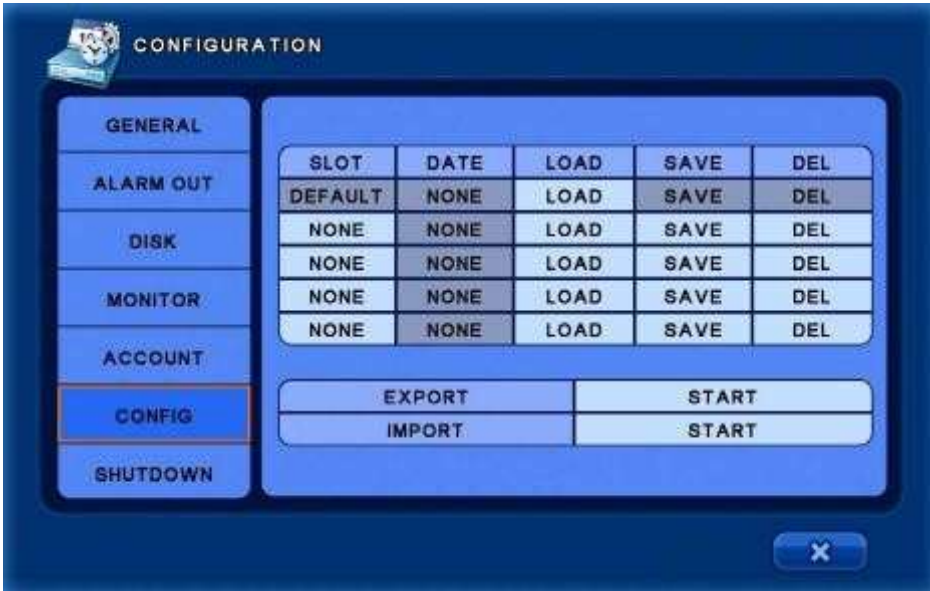 CONFIGURATION
GENERAL
ALARM OUT
DISK
MONITOR
ACCOUNT
CONFIG
SHUTDOWN
SLOT DATE LOAD SAVE DEL
DEFAULT NONE LOAD SAVE DEL
NONE NONE LOAD SAVE DEL
NONE NONE LOAD SAVE DEL
NONE NONE LOAD SAVE DEL
NONE NONE LOAD SAVE DEL
EXPORT START
IMPORT START